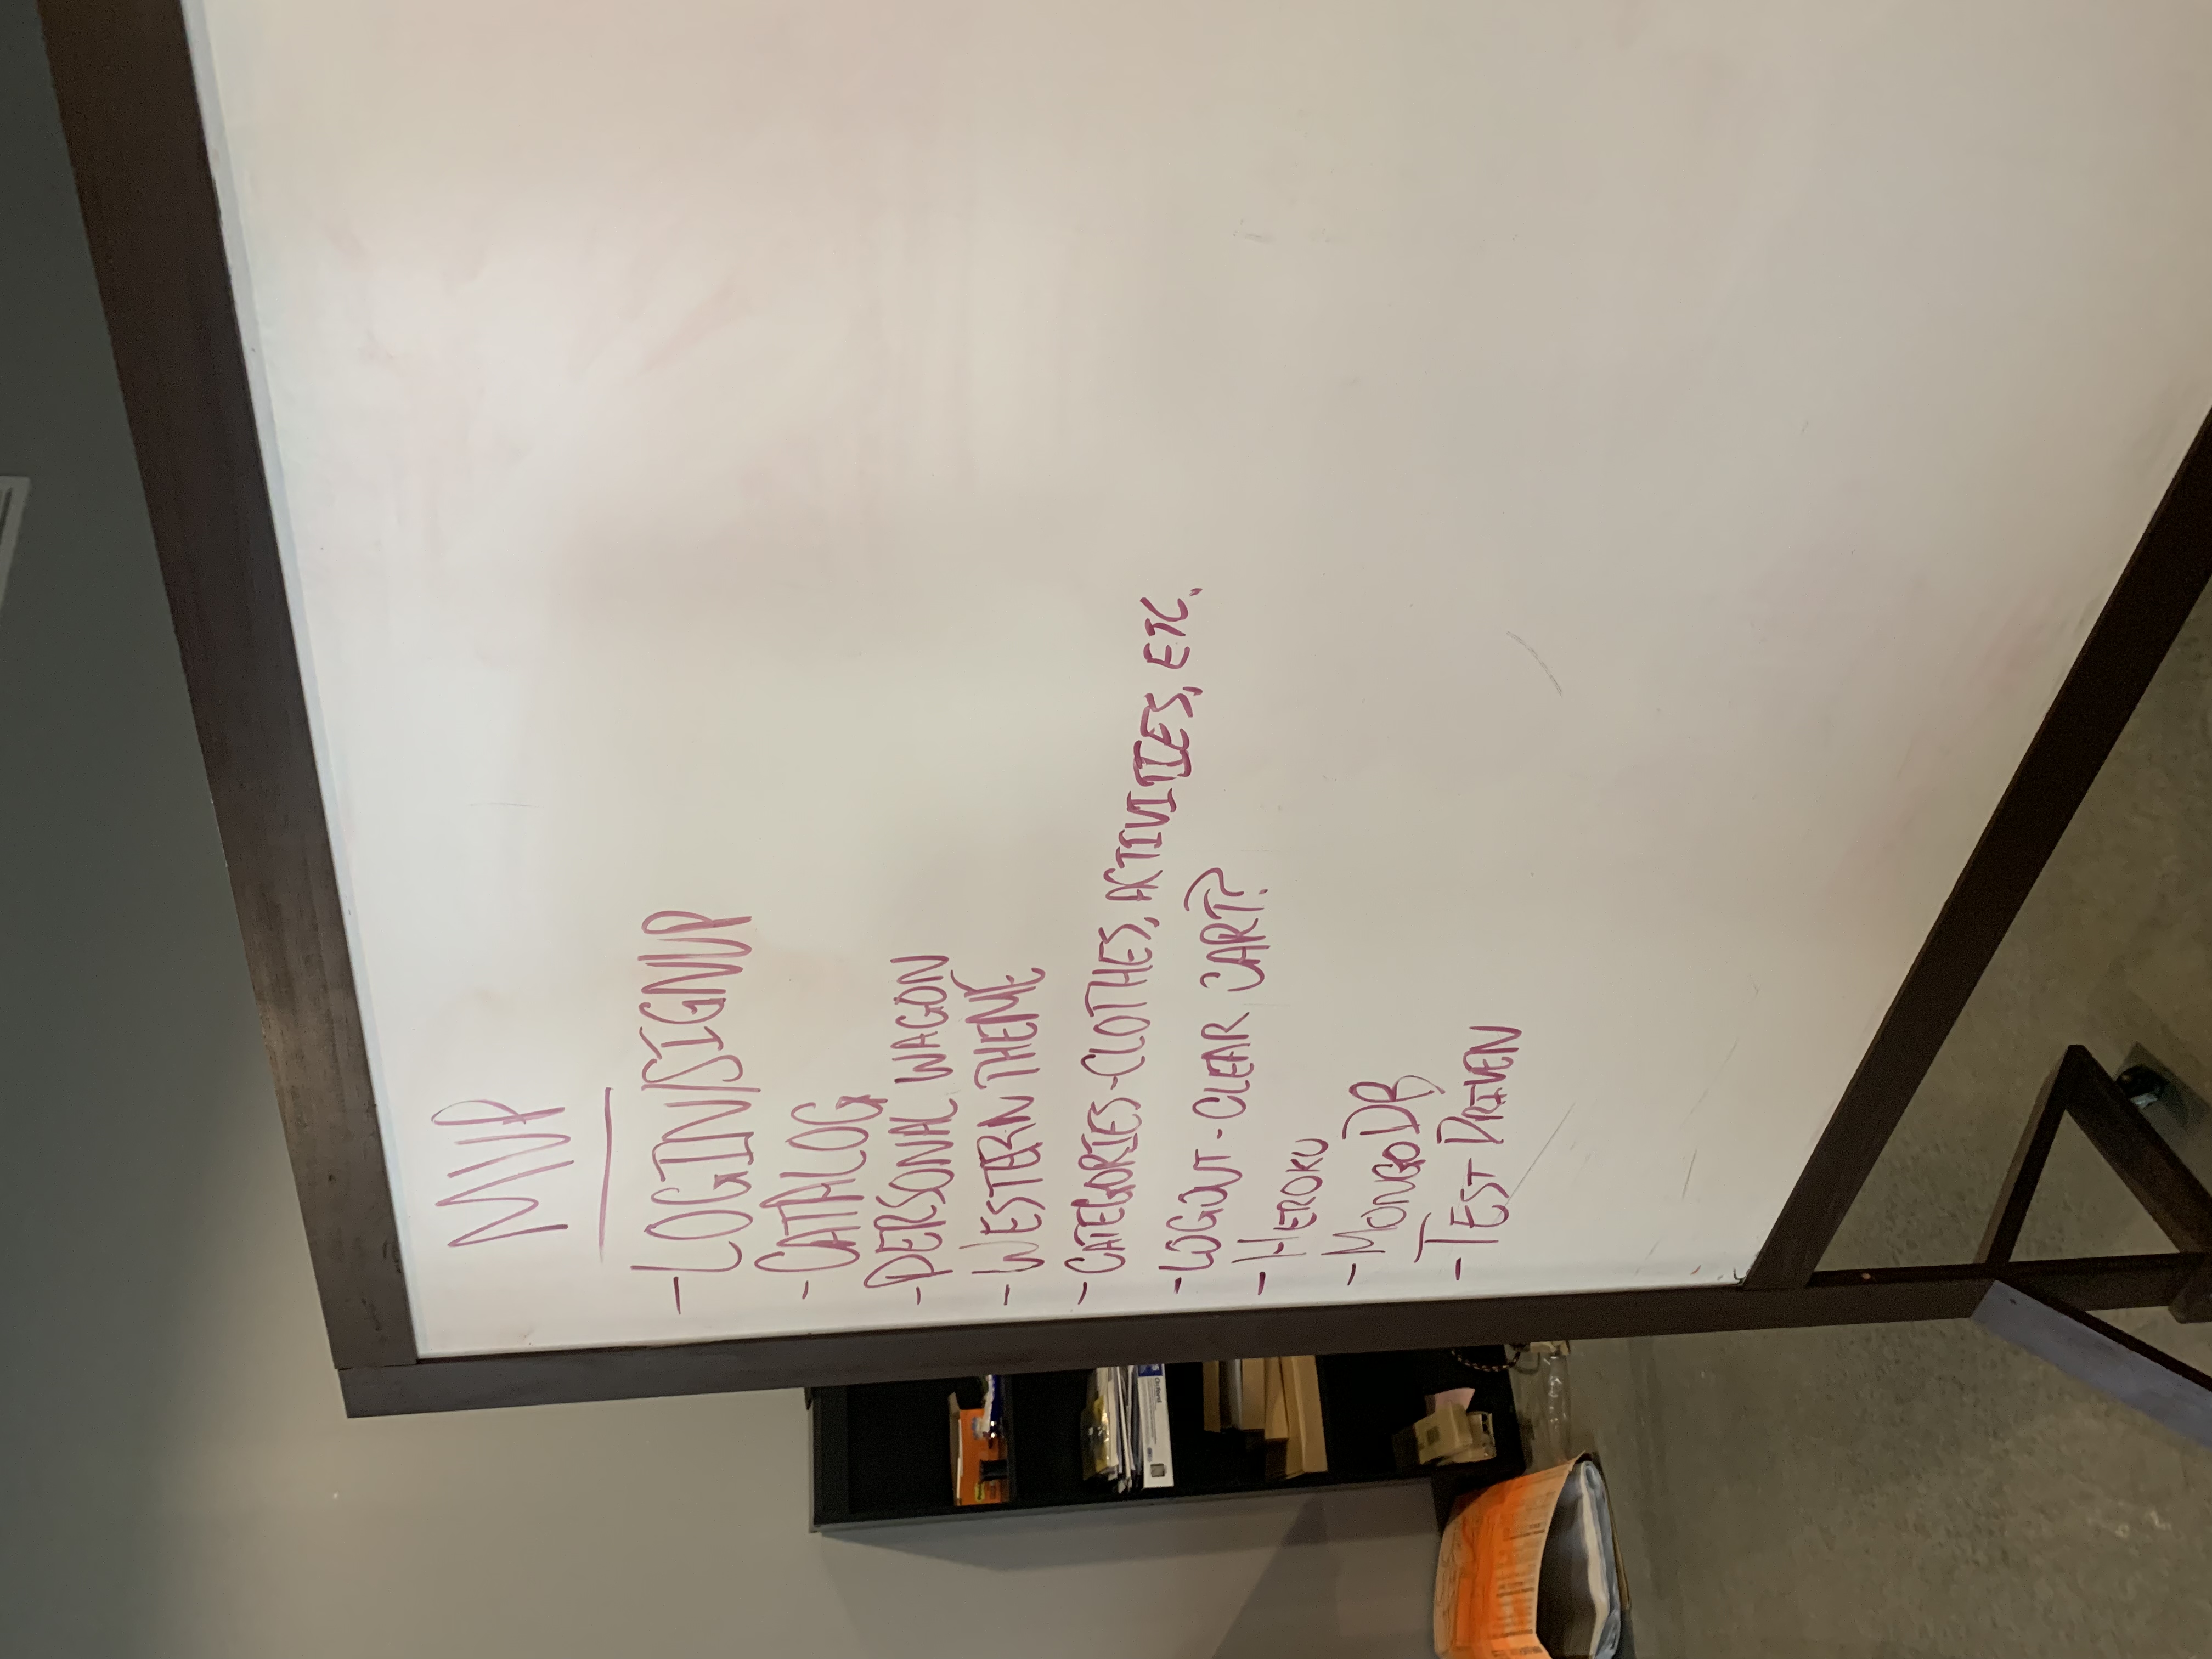 MVP
- LOGIN/SIGNUP
- CATALOG
- PERSONAL WAGON
- WESTERN THEME
- CATEGORIES - CLOTHES, ACTIVITIES, ETC.
- LOGOUT - CLEAR CART?
- HEROKU
- MONGODB
- TEST DRIVEN